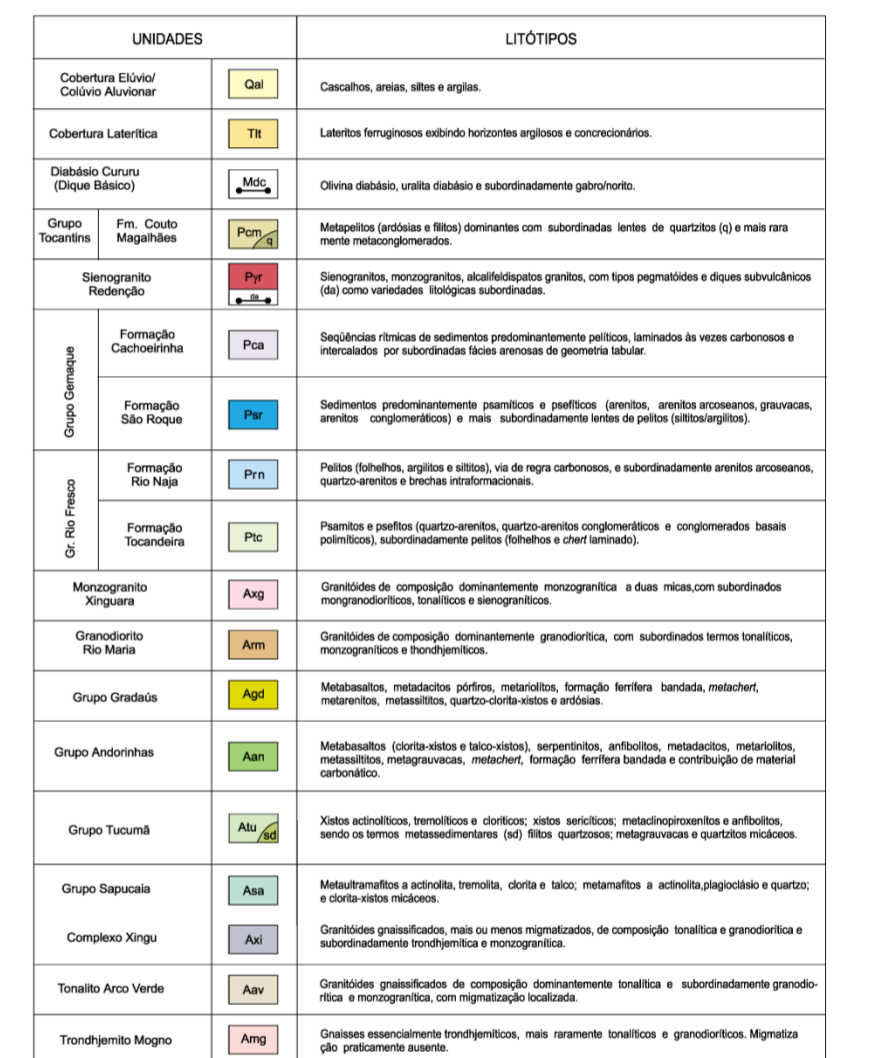 UNIDADES
LITÓTIPOS
Cobertura Elúvio/
Colúvio Aluvionar
Qal
Cascalhos, areias, siltes e argilas.
Cobertura Laterítica
Tlt
Lateritos ferruginosos exibindo horizontes argilosos e concrecionários.
Diabásio Cururu
(Dique Básico)
Mdc
Olivina diabásio, uralita diabásio e subordinadamente gabro/norito.
Grupo
Tocantins
Fm. Couto
Magalhães
Pcm
q
Metapelitos (ardósias e filitos) dominantes com subordinadas lentes de quartzitos (q) e mais rara
mente metaconglomerados.
Sienogranito
Redenção
Pγr
da
Sienogranitos, monzogranitos, alcalifeldispatos granitos, com tipos pegmatóides e diques subvulcânicos
(da) como variedades litológicas subordinadas.
Grupo Gemaque
Formação
Cachoeirinha
Pca
Seqüências rítmicas de sedimentos predominantemente pelíticos, laminados às vezes carbonosos e
intercalados por subordinadas fácies arenosas de geometria tabular.
Formação
São Roque
Psr
Sedimentos predominantemente psamíticos e psefíticos (arenitos, arenitos arcoseanos, grauvacas,
arenitos conglomeráticos) e mais subordinadamente lentes de pelitos (siltitos/argilitos).
Gr. Rio Fresco
Formação
Rio Naja
Prn
Pelitos (folhelhos, argilitos e siltitos), via de regra carbonosos, e subordinadamente arenitos arcoseanos,
quartzo-arenitos e brechas intraformacionais.
Formação
Tocandeira
Ptc
Psamitos e psefitos (quartzo-arenitos, quartzo-arenitos conglomeráticos e conglomerados basais
polimíticos), subordinadamente pelitos (folhelhos e chert laminado).
Monzogranito
Xinguara
Axg
Granitóides de composição dominantemente monzogranítica a duas micas,com subordinados
mongranodioríticos, tonalíticos e sienograníticos.
Granodiorito
Rio Maria
Arm
Granitóides de composição dominantemente granodiorítica, com subordinados termos tonalíticos,
monzograníticos e thondhjemíticos.
Grupo Gradaús
Agd
Metabasaltos, metadacitos pórfiros, metariolítos, formação ferrífera bandada, metachert,
metarenitos, metassiltitos, quartzo-clorita-xistos e ardósias.
Grupo Andorinhas
Aan
Metabasaltos (clorita-xistos e talco-xistos), serpentinitos, anfibolitos, metadacitos, metariolitos,
metassiltitos, metagrauvacas, metachert, formação ferrífera bandada e contribuição de material
carbonático.
Grupo Tucumã
Atu
sd
Xistos actinolíticos, tremolíticos e cloriticos; xistos sericíticos; metaclinopiroxenítos e anfibolitos,
sendo os termos metassedimentares (sd) filitos quartzosos; metagrauvacas e quartzitos micáceos.
Grupo Sapucaia
Asa
Metaultramafitos a actinolita, tremolita, clorita e talco; metamafitos a actinolita,plagioclásio e quartzo;
e clorita-xistos micáceos.
Complexo Xingu
Axi
Granitóides gnaissificados, mais ou menos migmatizados, de composição tonalítica e granodiorítica e
subordinadamente trondhjemítica e monzogranítica.
Tonalito Arco Verde
Aav
Granitóides gnaissificados de composição dominantemente tonalítica e subordinadamente granodio-
rítica e monzogranítica, com migmatização localizada.
Trondhjemito Mogno
Amg
Gnaisses essencialmente trondhjemíticos, mais raramente tonalíticos e granodioríticos. Migmatiza
ção praticamente ausente.